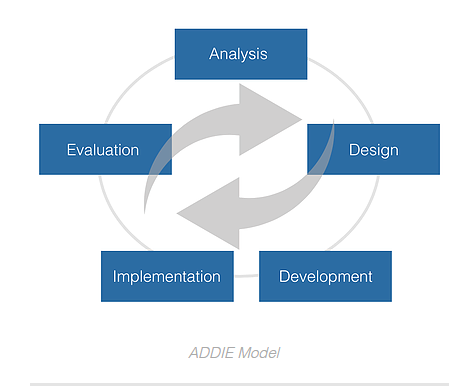 Analysis
Evaluation
Design
Implementation
Development
ADDIE Model